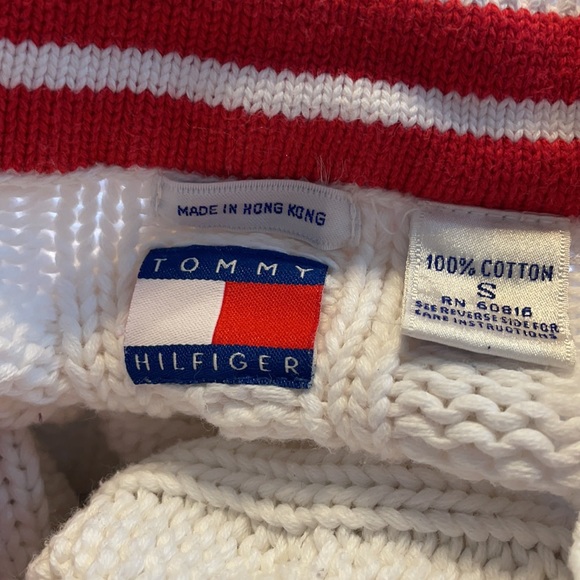 MADE IN HONG KONG
TOMMY
HILFIGER
100% COTTON
S
RN 60816
SEE REVERSE SIDE FOR
CARE INSTRUCTIONS